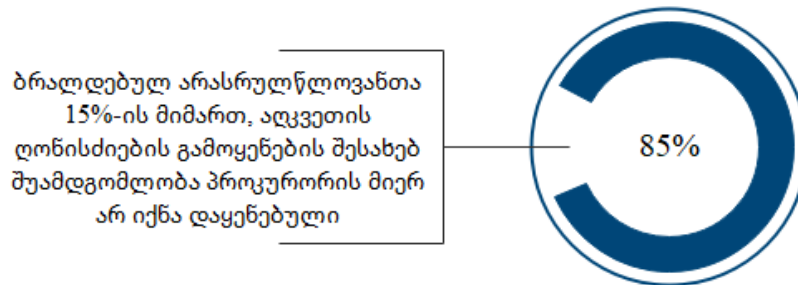 ბრალდებულ არასრულწლოვანთა
15%-ის მიმართ, აღკვეთის
ღონისძიების გამოყენების შესახებ
შუამდგომლობა პროკურორის მიერ
არ იქნა დაყენებული
85%